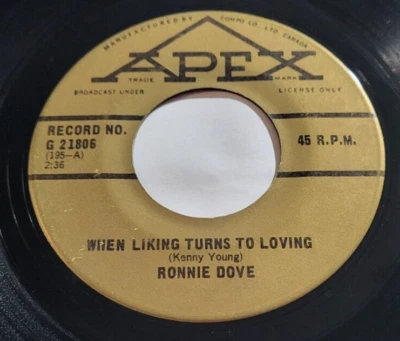 MANUFACTURED BY COMPO CO., LTD. CANADA
APEX
TRADE MARK
BROADCAST UNDER LICENSE ONLY
RECORD NO. 45 R.P.M.
G 21806
(195-A)
2:36
WHEN LIKING TURNS TO LOVING
(Kenny Young)
RONNIE DOVE